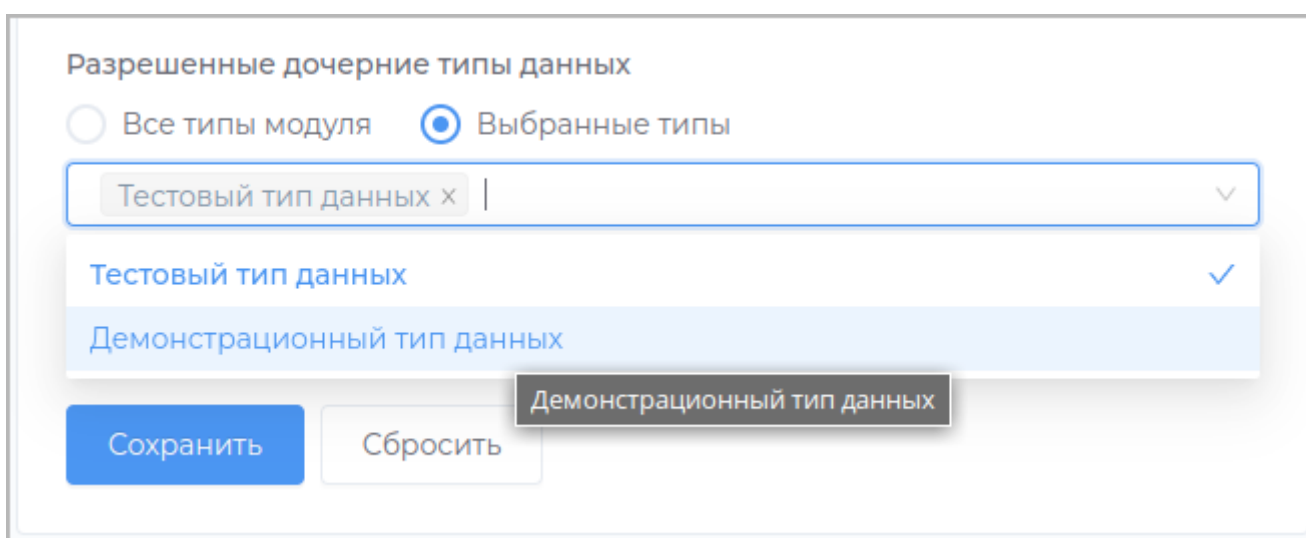 Разрешенные дочерние типы данных
Все типы модуля Выбранные типы
Тестовый тип данных ×
Тестовый тип данных
Демонстрационный тип данных
Демонстрационный тип данных
Сохранить Сбросить